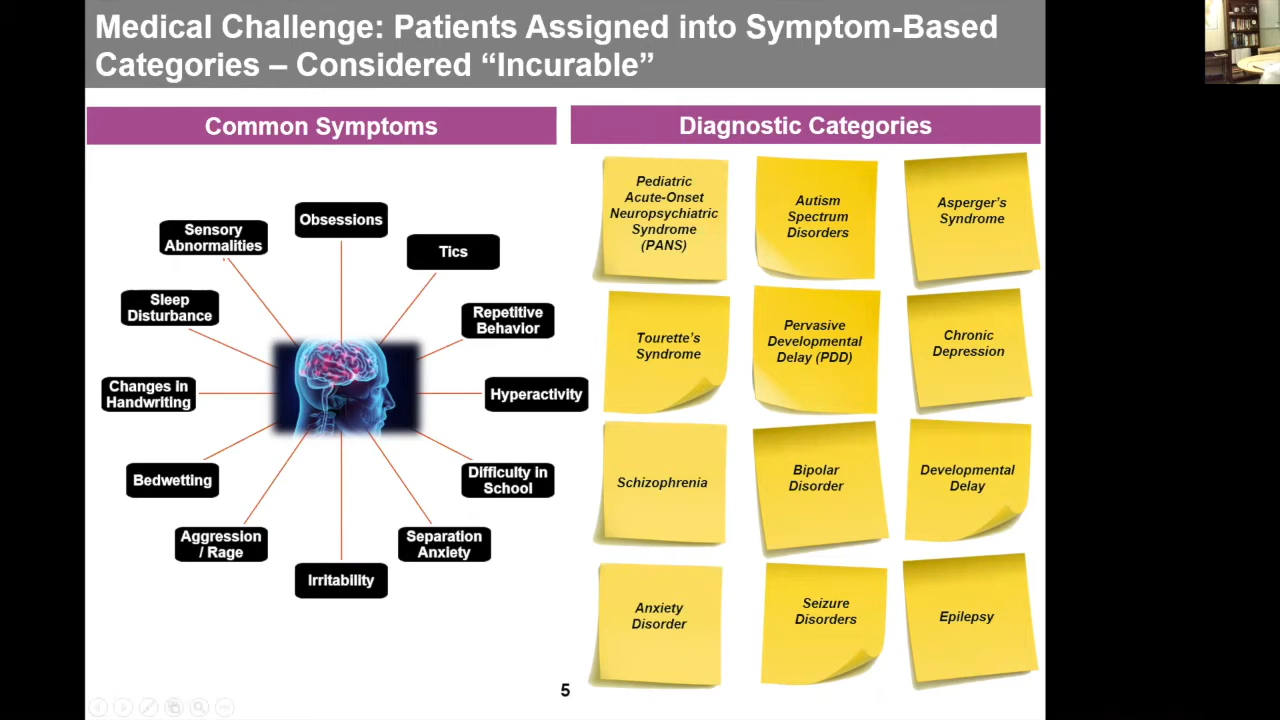 Medical Challenge: Patients Assigned into Symptom-Based
Categories – Considered “Incurable”
Common Symptoms
Obsessions
Tics
Repetitive
Behavior
Hyperactivity
Difficulty in
School
Separation
Anxiety
Irritability
Aggression
/ Rage
Bedwetting
Changes in
Handwriting
Sleep
Disturbance
Sensory
Abnormalities
Diagnostic Categories
Pediatric
Acute-Onset
Neuropsychiatric
Syndrome
(PANS)
Autism
Spectrum
Disorders
Asperger’s
Syndrome
Tourette’s
Syndrome
Pervasive
Developmental
Delay (PDD)
Chronic
Depression
Schizophrenia
Bipolar
Disorder
Developmental
Delay
Anxiety
Disorder
Seizure
Disorders
Epilepsy
5